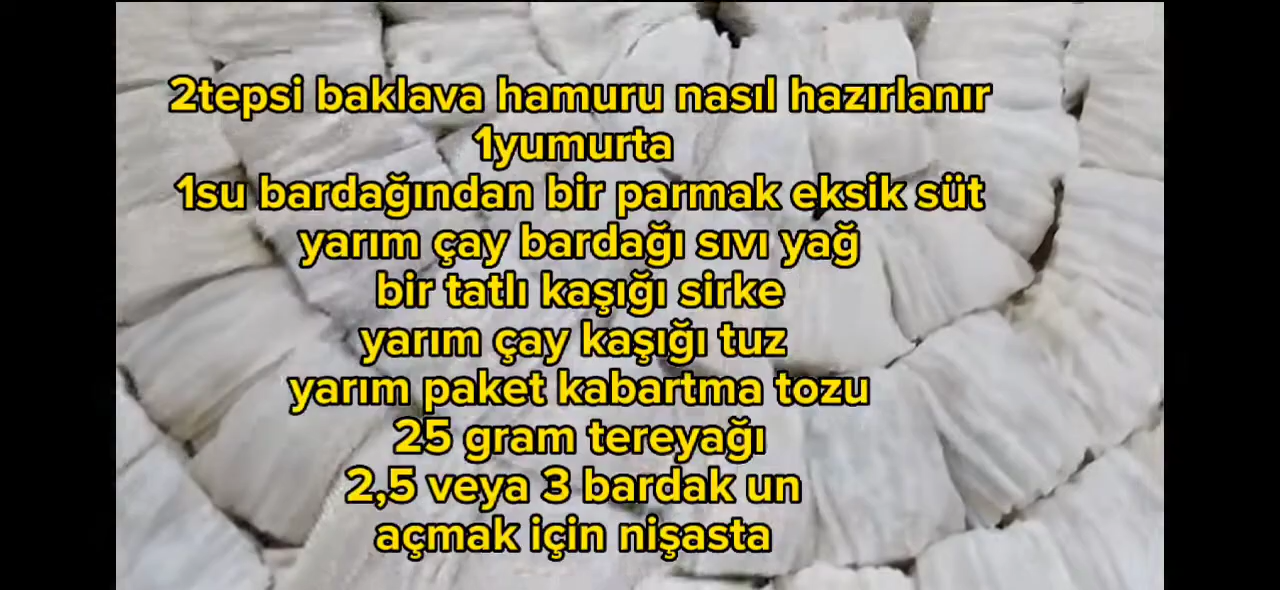 2tepsi baklava hamuru nasıl hazırlanır
1yumurta
1su bardağından bir parmak eksik süt
yarım çay bardağı sıvı yağ
bir tatlı kaşığı sirke
yarım çay kaşığı tuz
yarım paket kabartma tozu
25 gram tereyağı
2,5 veya 3 bardak un
açmak için nişasta